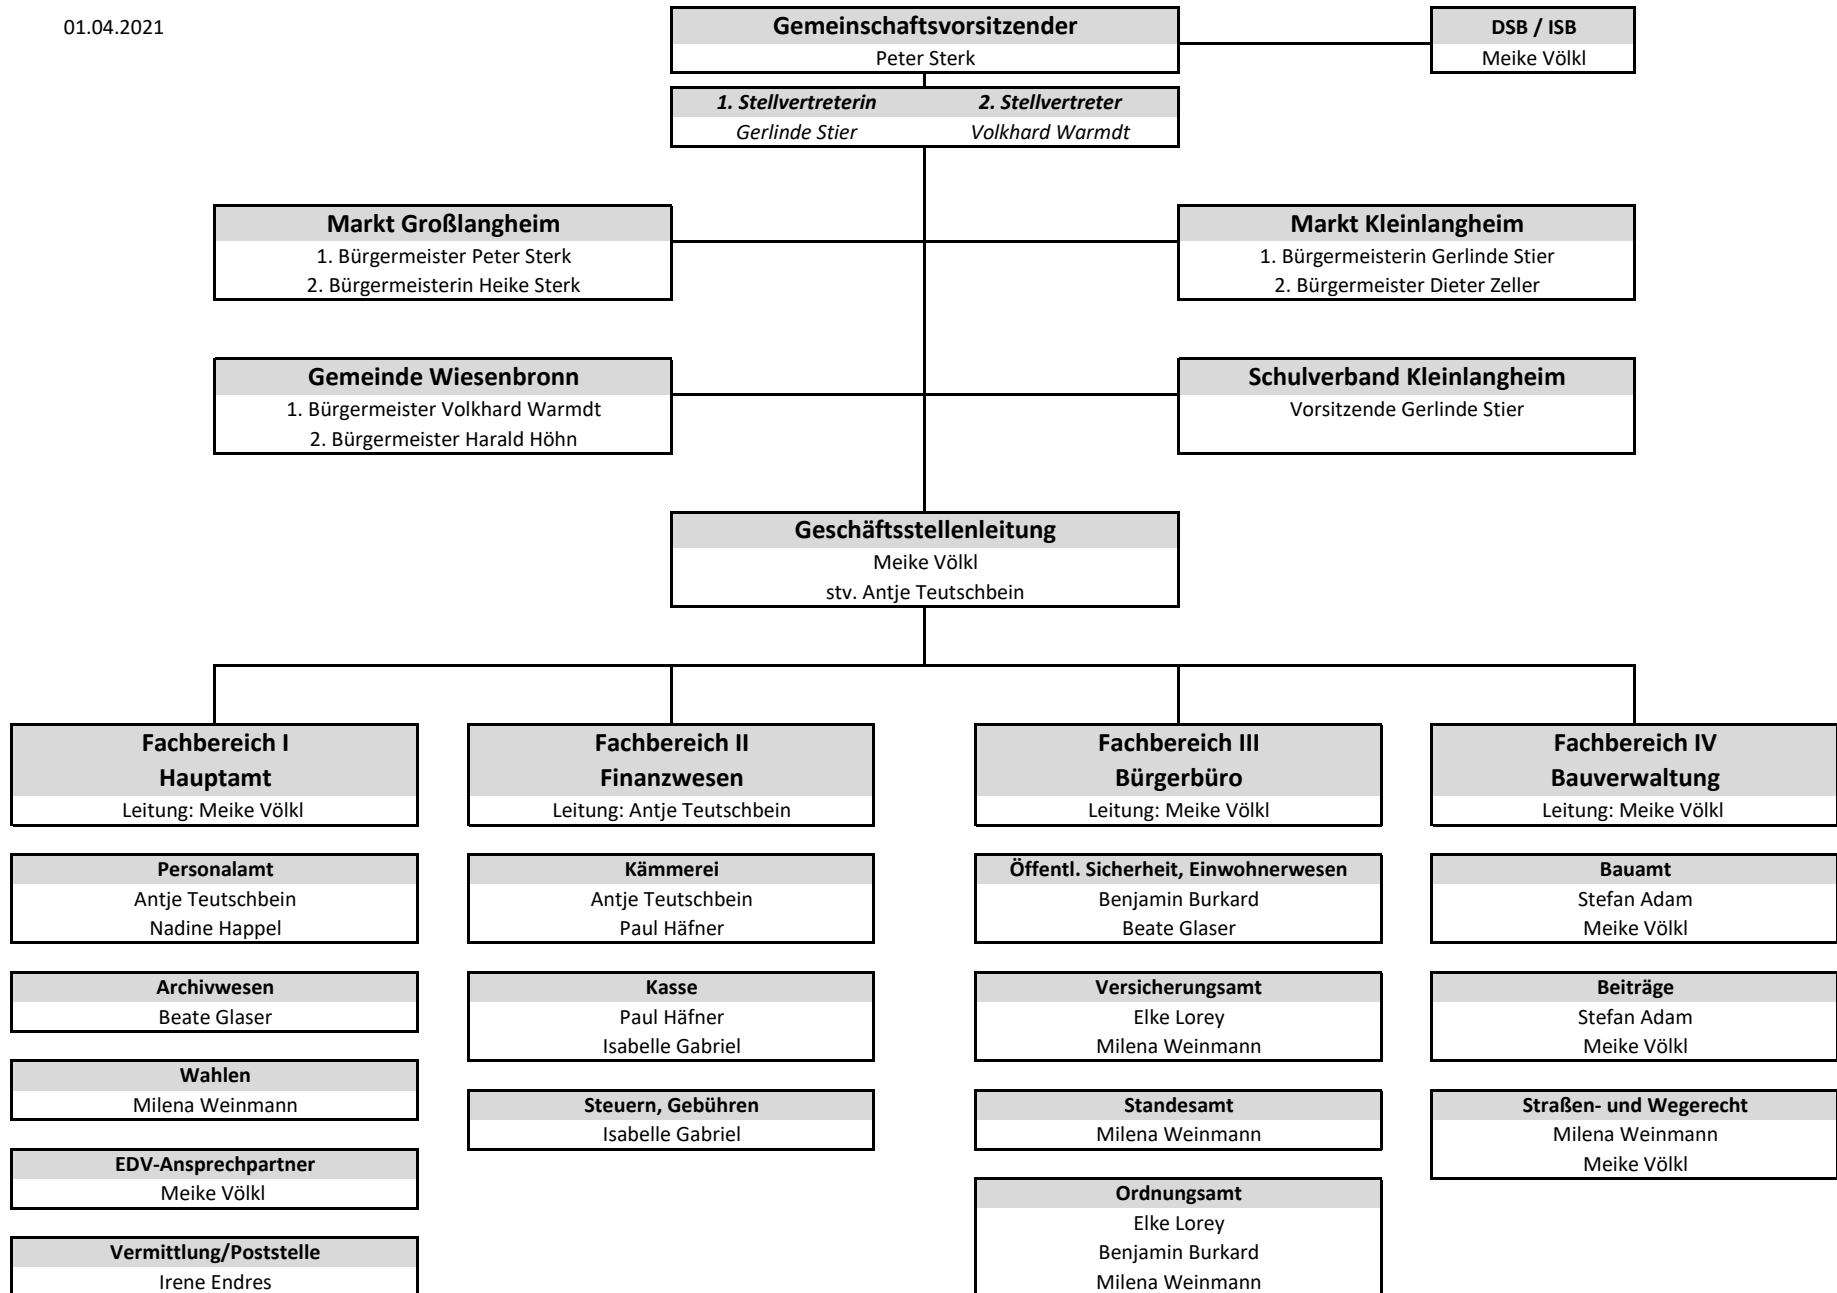 01.04.2021
Gemeinschaftsvorsitzender
Peter Sterk
DSB / ISB
Meike Völkl
1. Stellvertreterin
2. Stellvertreter
Gerlinde Stier
Volkhard Warmdt
Markt Großlangheim
1. Bürgermeister Peter Sterk
2. Bürgermeisterin Heike Sterk
Markt Kleinlangheim
1. Bürgermeisterin Gerlinde Stier
2. Bürgermeister Dieter Zeller
Gemeinde Wiesenbronn
1. Bürgermeister Volkhard Warmdt
2. Bürgermeister Harald Höhn
Schulverband Kleinlangheim
Vorsitzende Gerlinde Stier
Geschäftsstellenleitung
Meike Völkl
stv. Antje Teutschbein
Fachbereich I
Hauptamt
Leitung: Meike Völkl
Personalamt
Antje Teutschbein
Nadine Happel
Archivwesen
Beate Glaser
Wahlen
Milena Weinmann
EDV-Ansprechpartner
Meike Völkl
Vermittlung/Poststelle
Irene Endres
Fachbereich II
Finanzwesen
Leitung: Antje Teutschbein
Kämmerei
Antje Teutschbein
Paul Häfner
Kasse
Paul Häfner
Isabelle Gabriel
Steuern, Gebühren
Isabelle Gabriel
Fachbereich III
Bürgerbüro
Leitung: Meike Völkl
Öffentl. Sicherheit, Einwohnerwesen
Benjamin Burkard
Beate Glaser
Versicherungsamt
Elke Lorey
Milena Weinmann
Standesamt
Milena Weinmann
Ordnungsamt
Elke Lorey
Benjamin Burkard
Milena Weinmann
Fachbereich IV
Bauverwaltung
Leitung: Meike Völkl
Bauamt
Stefan Adam
Meike Völkl
Beiträge
Stefan Adam
Meike Völkl
Straßen- und Wegerecht
Milena Weinmann
Meike Völkl